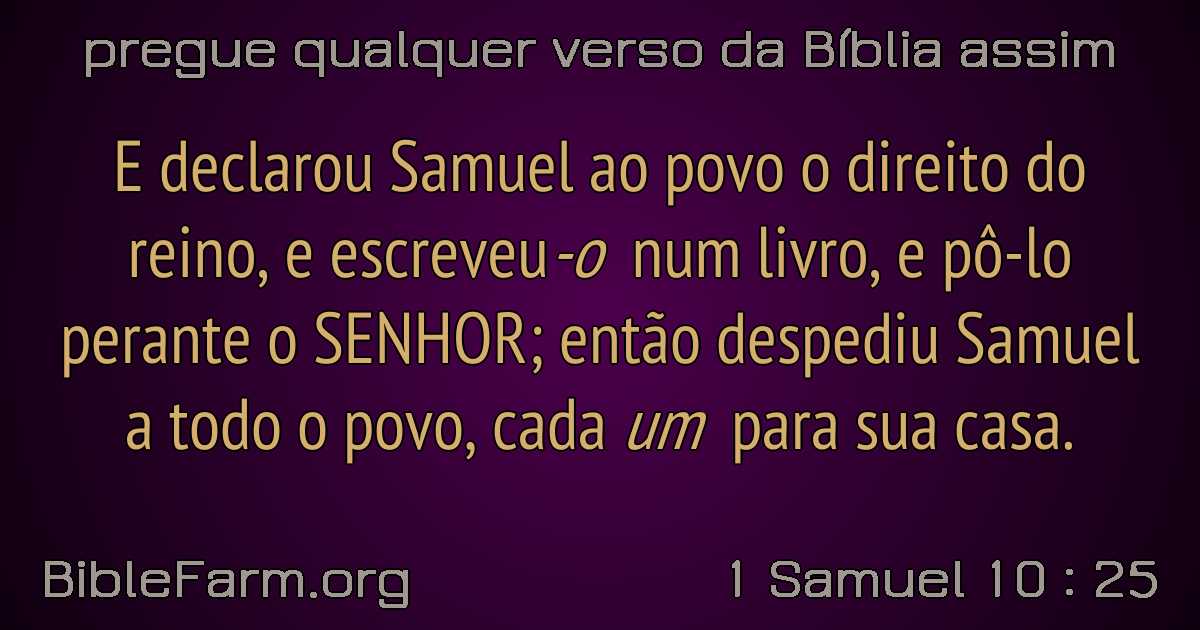 pregue qualquer verso da Bíblia assim
E declarou Samuel ao povo o direito do
reino, e escreveu-o num livro, e pô-lo
perante o SENHOR; então despediu Samuel
a todo o povo, cada um para sua casa.
BibleFarm.org
1 Samuel 10 : 25